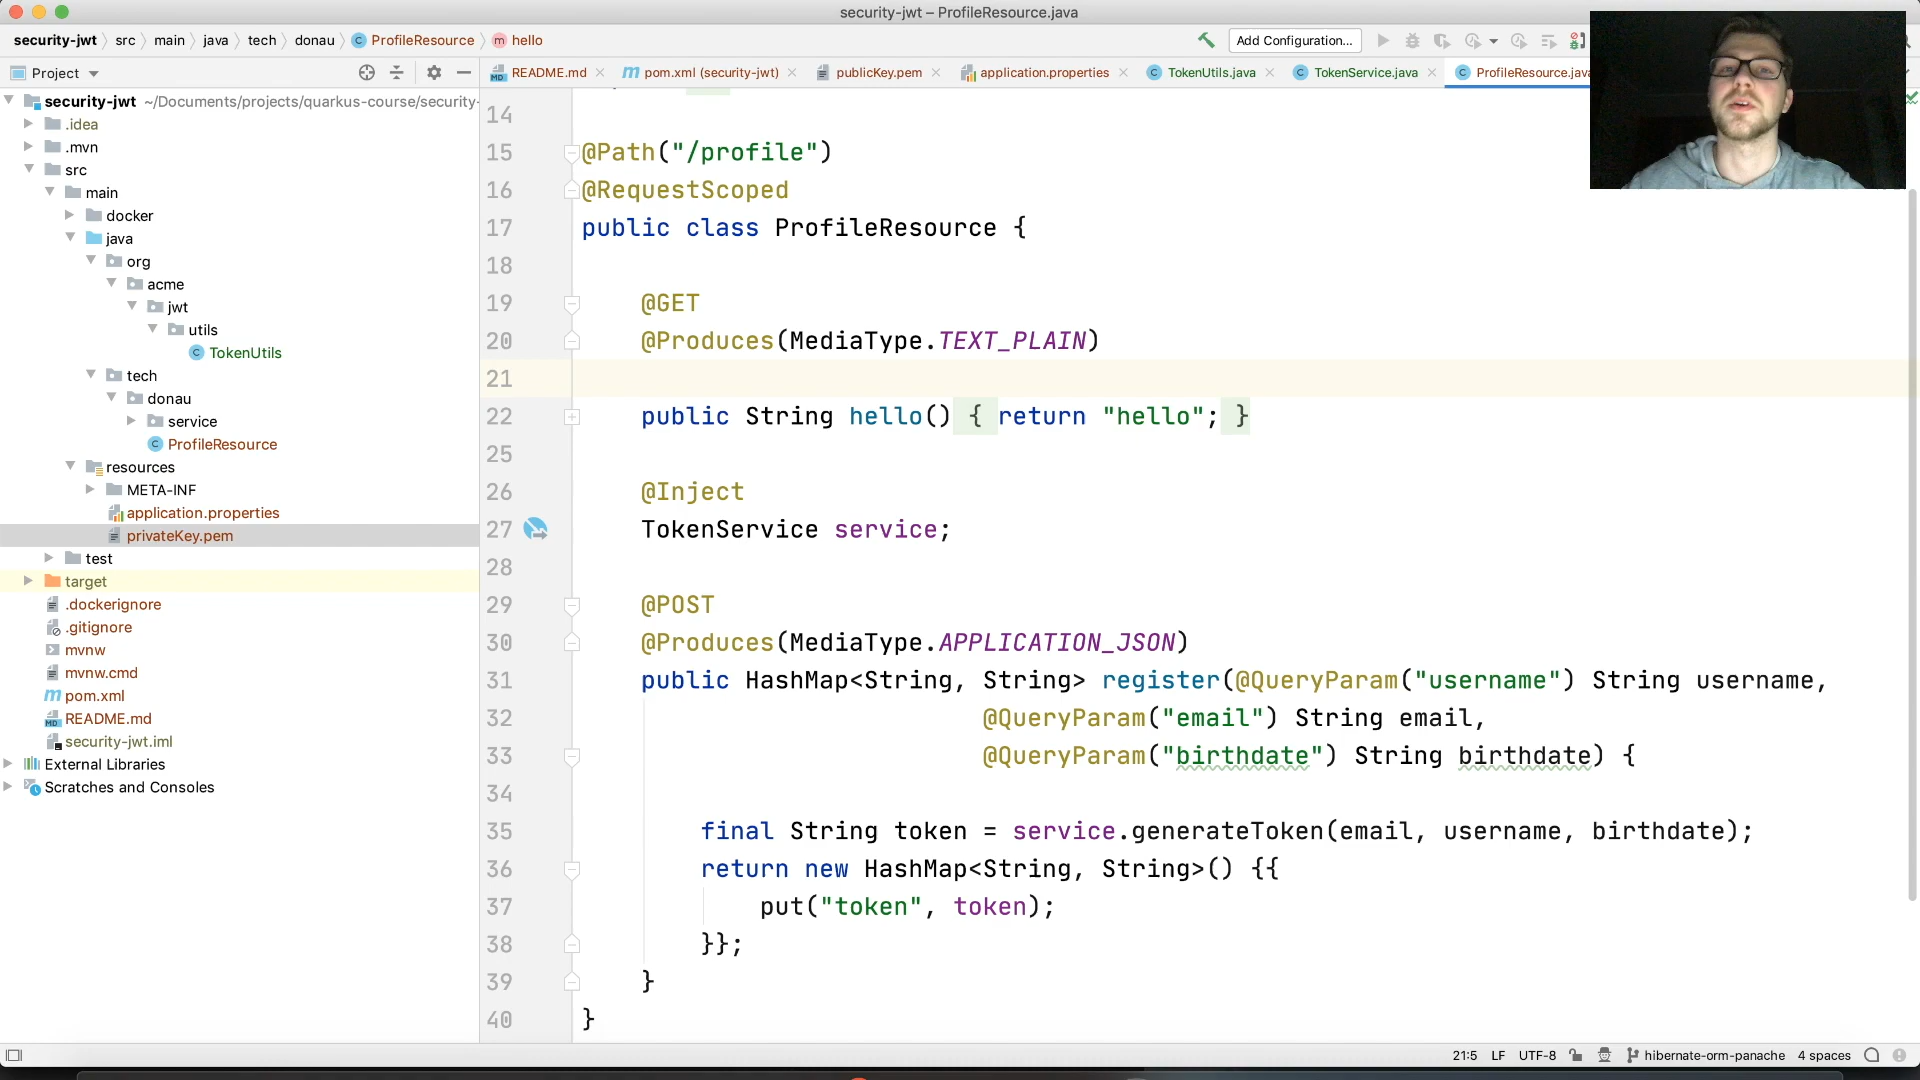 security-jwt – ProfileResource.java
security-jwt src main java tech donau ProfileResource hello
Add Configuration...
Project
README.md pom.xml (security-jwt) publicKey.pem application.properties TokenUtils.java TokenService.java ProfileResource.java
security-jwt ~/Documents/projects/quarkus-course/security-
.idea
.mvn
src
main
docker
java
org
acme
jwt
utils
TokenUtils
tech
donau
service
ProfileResource
resources
META-INF
application.properties
privateKey.pem
test
target
.dockerignore
.gitignore
mvnw
mvnw.cmd
pom.xml
README.md
security-jwt.iml
External Libraries
Scratches and Consoles
14
15 @Path("/profile")
16 @RequestScoped
17 public class ProfileResource {
18
19 @GET
20 @Produces(MediaType.TEXT_PLAIN)
21
22 public String hello() { return "hello"; }
25
26 @Inject
27 TokenService service;
28
29 @POST
30 @Produces(MediaType.APPLICATION_JSON)
31 public HashMap<String, String> register(@QueryParam("username") String username,
32 @QueryParam("email") String email,
33 @QueryParam("birthdate") String birthdate) {
34
35 final String token = service.generateToken(email, username, birthdate);
36 return new HashMap<String, String>() {{
37 put("token", token);
38 }};
39 }
40 }
21:5 LF UTF-8 hibernate-orm-panache 4 spaces